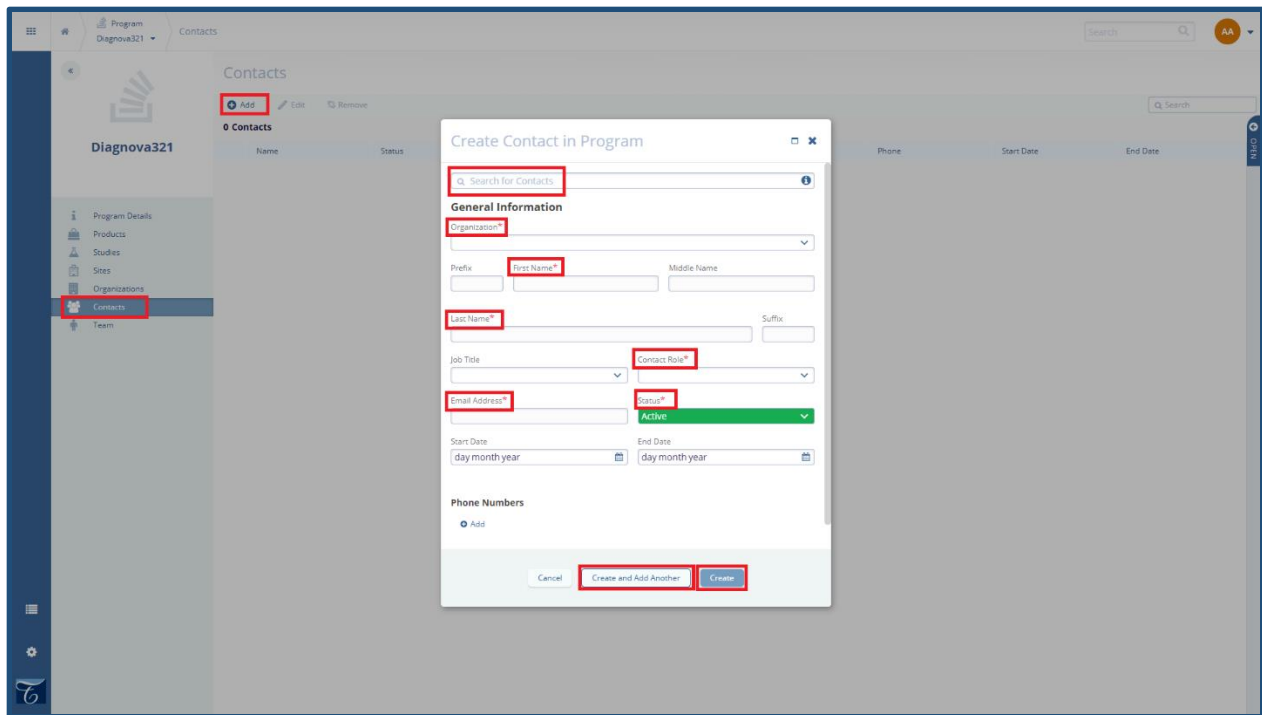 Program
Diagnova321
Contacts
Search
AA
Contacts
Add Edit Remove
Search
0 Contacts
Name Status Phone Start Date End Date
OPEN
Diagnova321
Program Details
Products
Studies
Sites
Organizations
Contacts
Team
Create Contact in Program
Search for Contacts
General Information
Organization*
Prefix First Name* Middle Name
Last Name* Suffix
Job Title Contact Role*
Email Address* Status*
Active
Start Date End Date
day month year day month year
Phone Numbers
Add
Cancel Create and Add Another Create